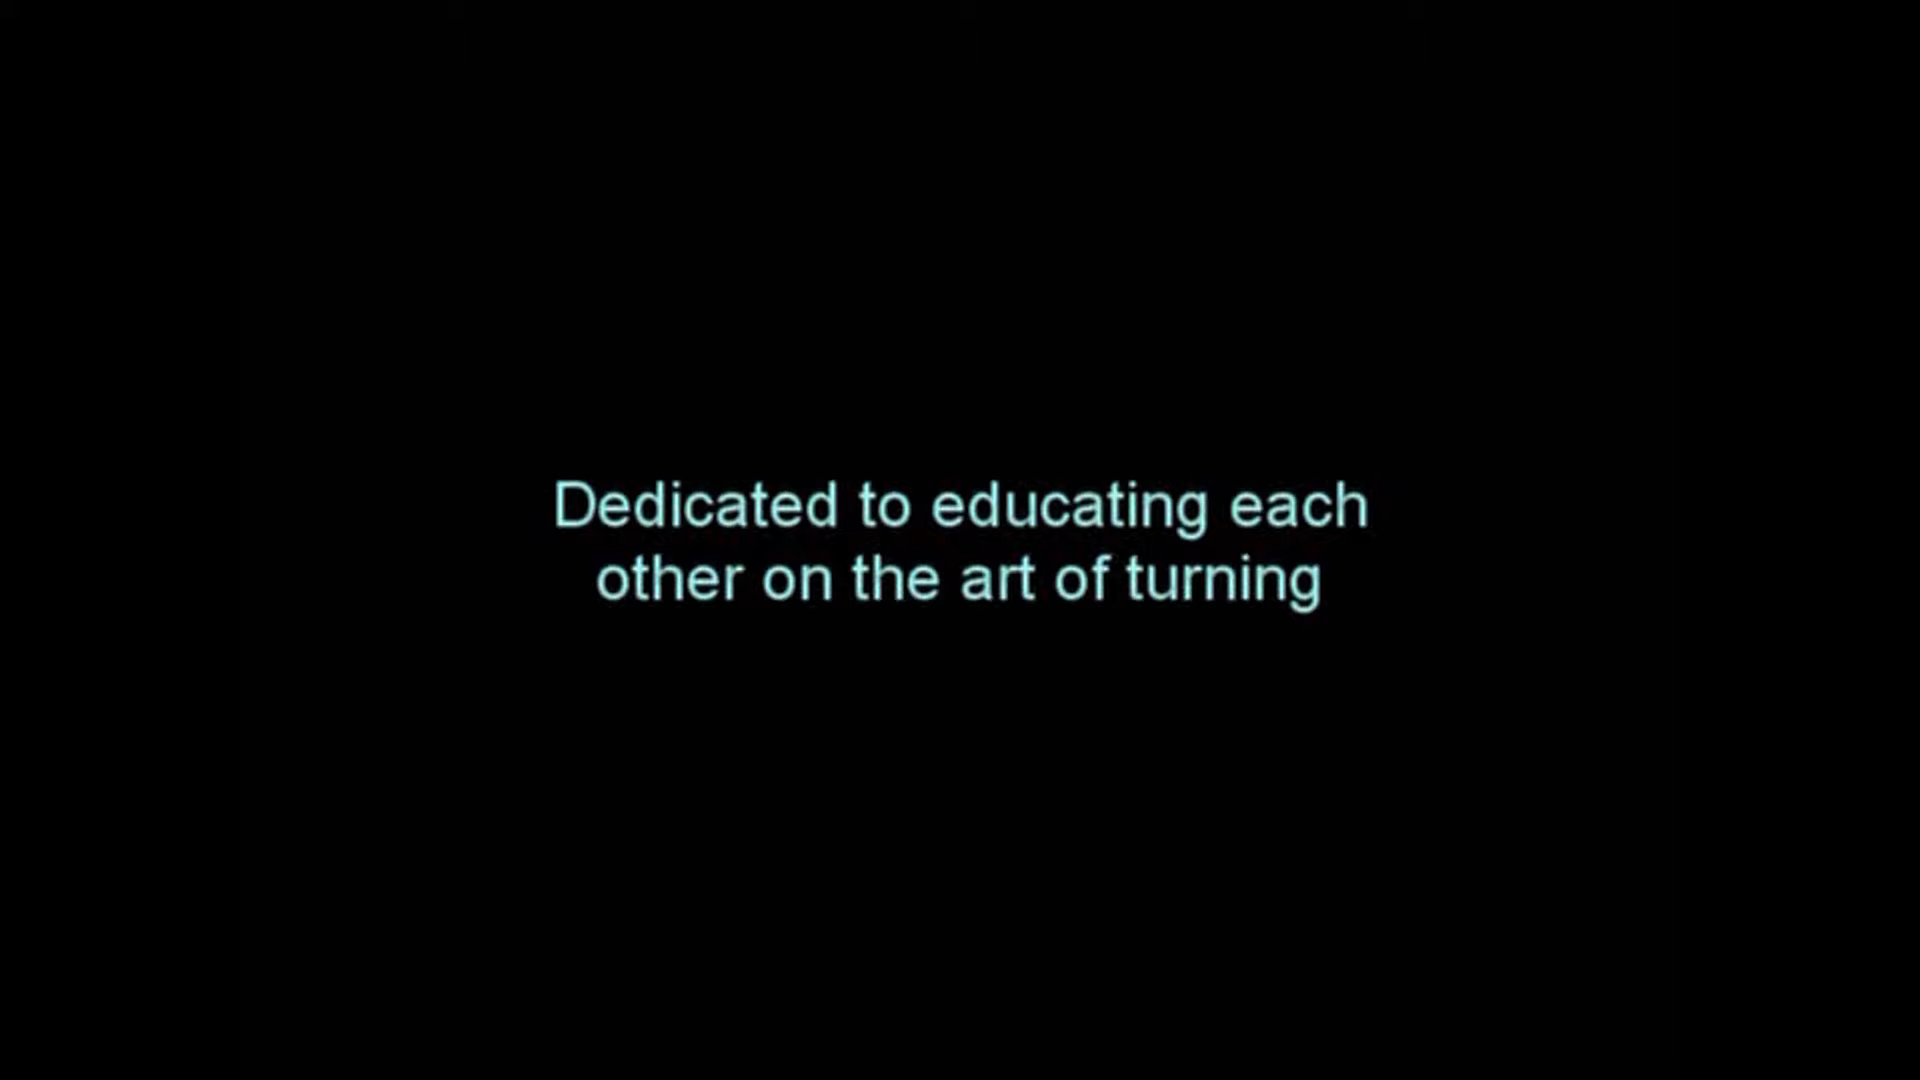 Dedicated to educating each
other on the art of turning